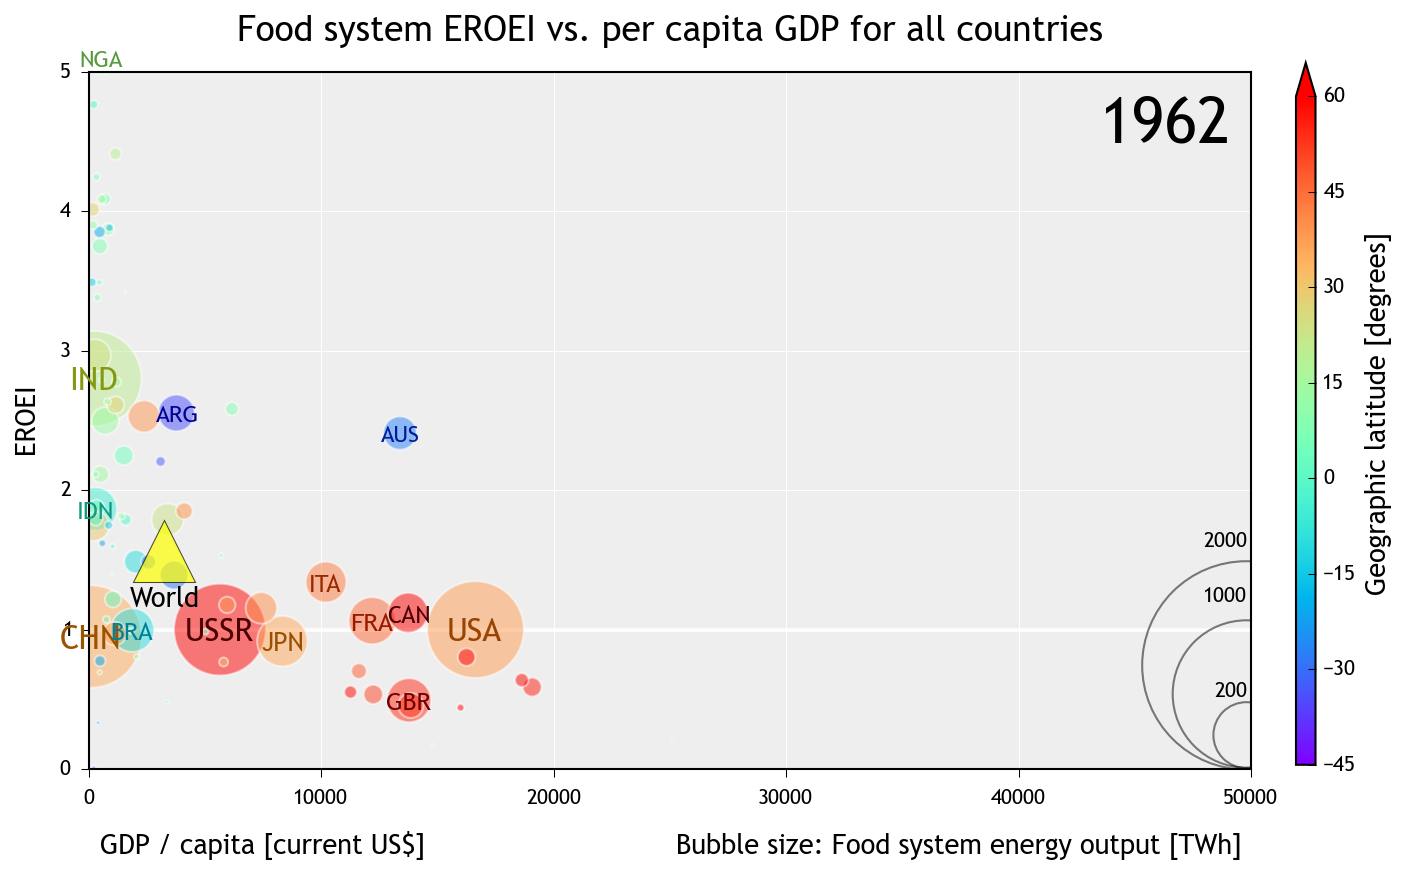 Food system EROEI vs. per capita GDP for all countries
NGA
5
1962
60
45
4
30
3
IND
15
ARG
AUS
EROEI
Geographic latitude [degrees]
2
IDN
0
2000
−15
World
ITA
1000
1
CHN
BRA
USSR
JPN
FRA
CAN
USA
−30
GBR
200
0
−45
0
10000
20000
30000
40000
50000
GDP / capita [current US$]
Bubble size: Food system energy output [TWh]